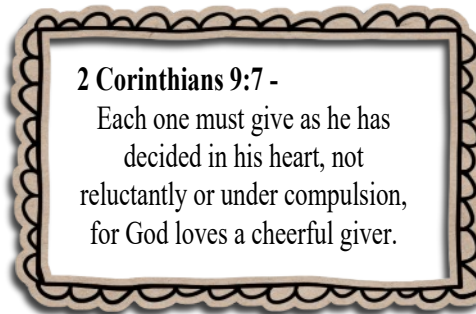 2 Corinthians 9:7 -
Each one must give as he has
decided in his heart, not
reluctantly or under compulsion,
for God loves a cheerful giver.